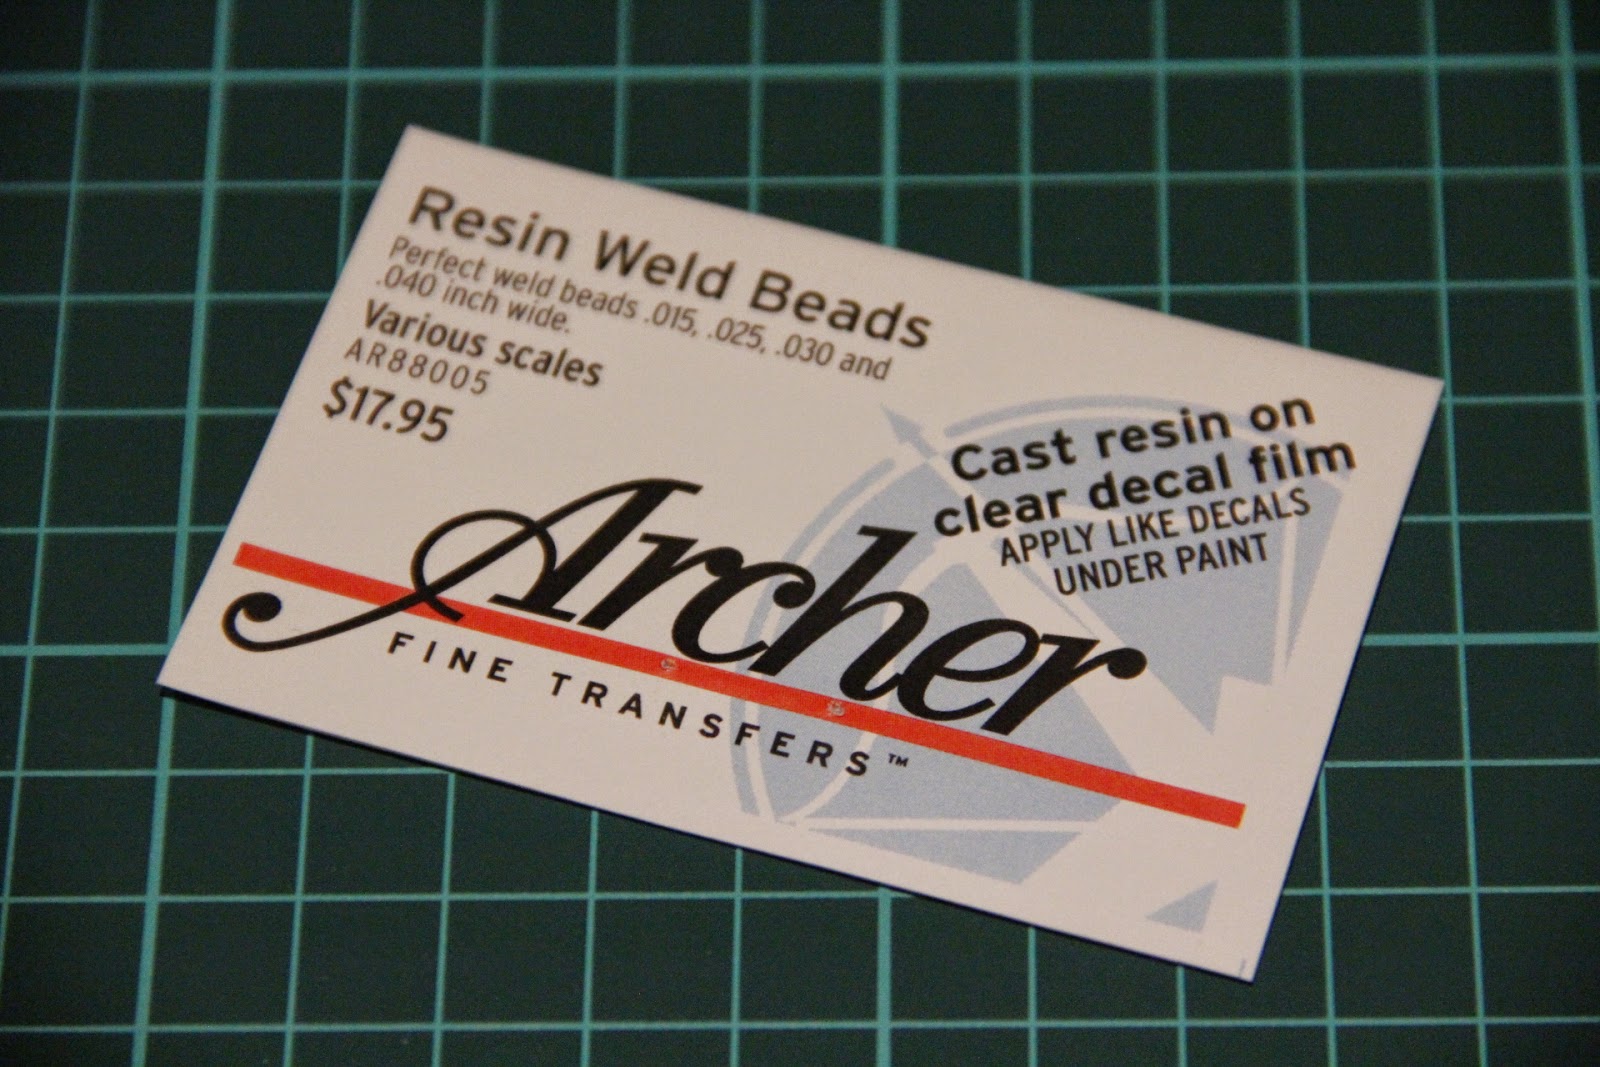 Resin Weld Beads
Perfect weld beads .015, .025, .030 and
.040 inch wide.
Various scales
AR88005
$17.95
Cast resin on
clear decal film
APPLY LIKE DECALS
UNDER PAINT
Archer
FINE TRANSFERS™